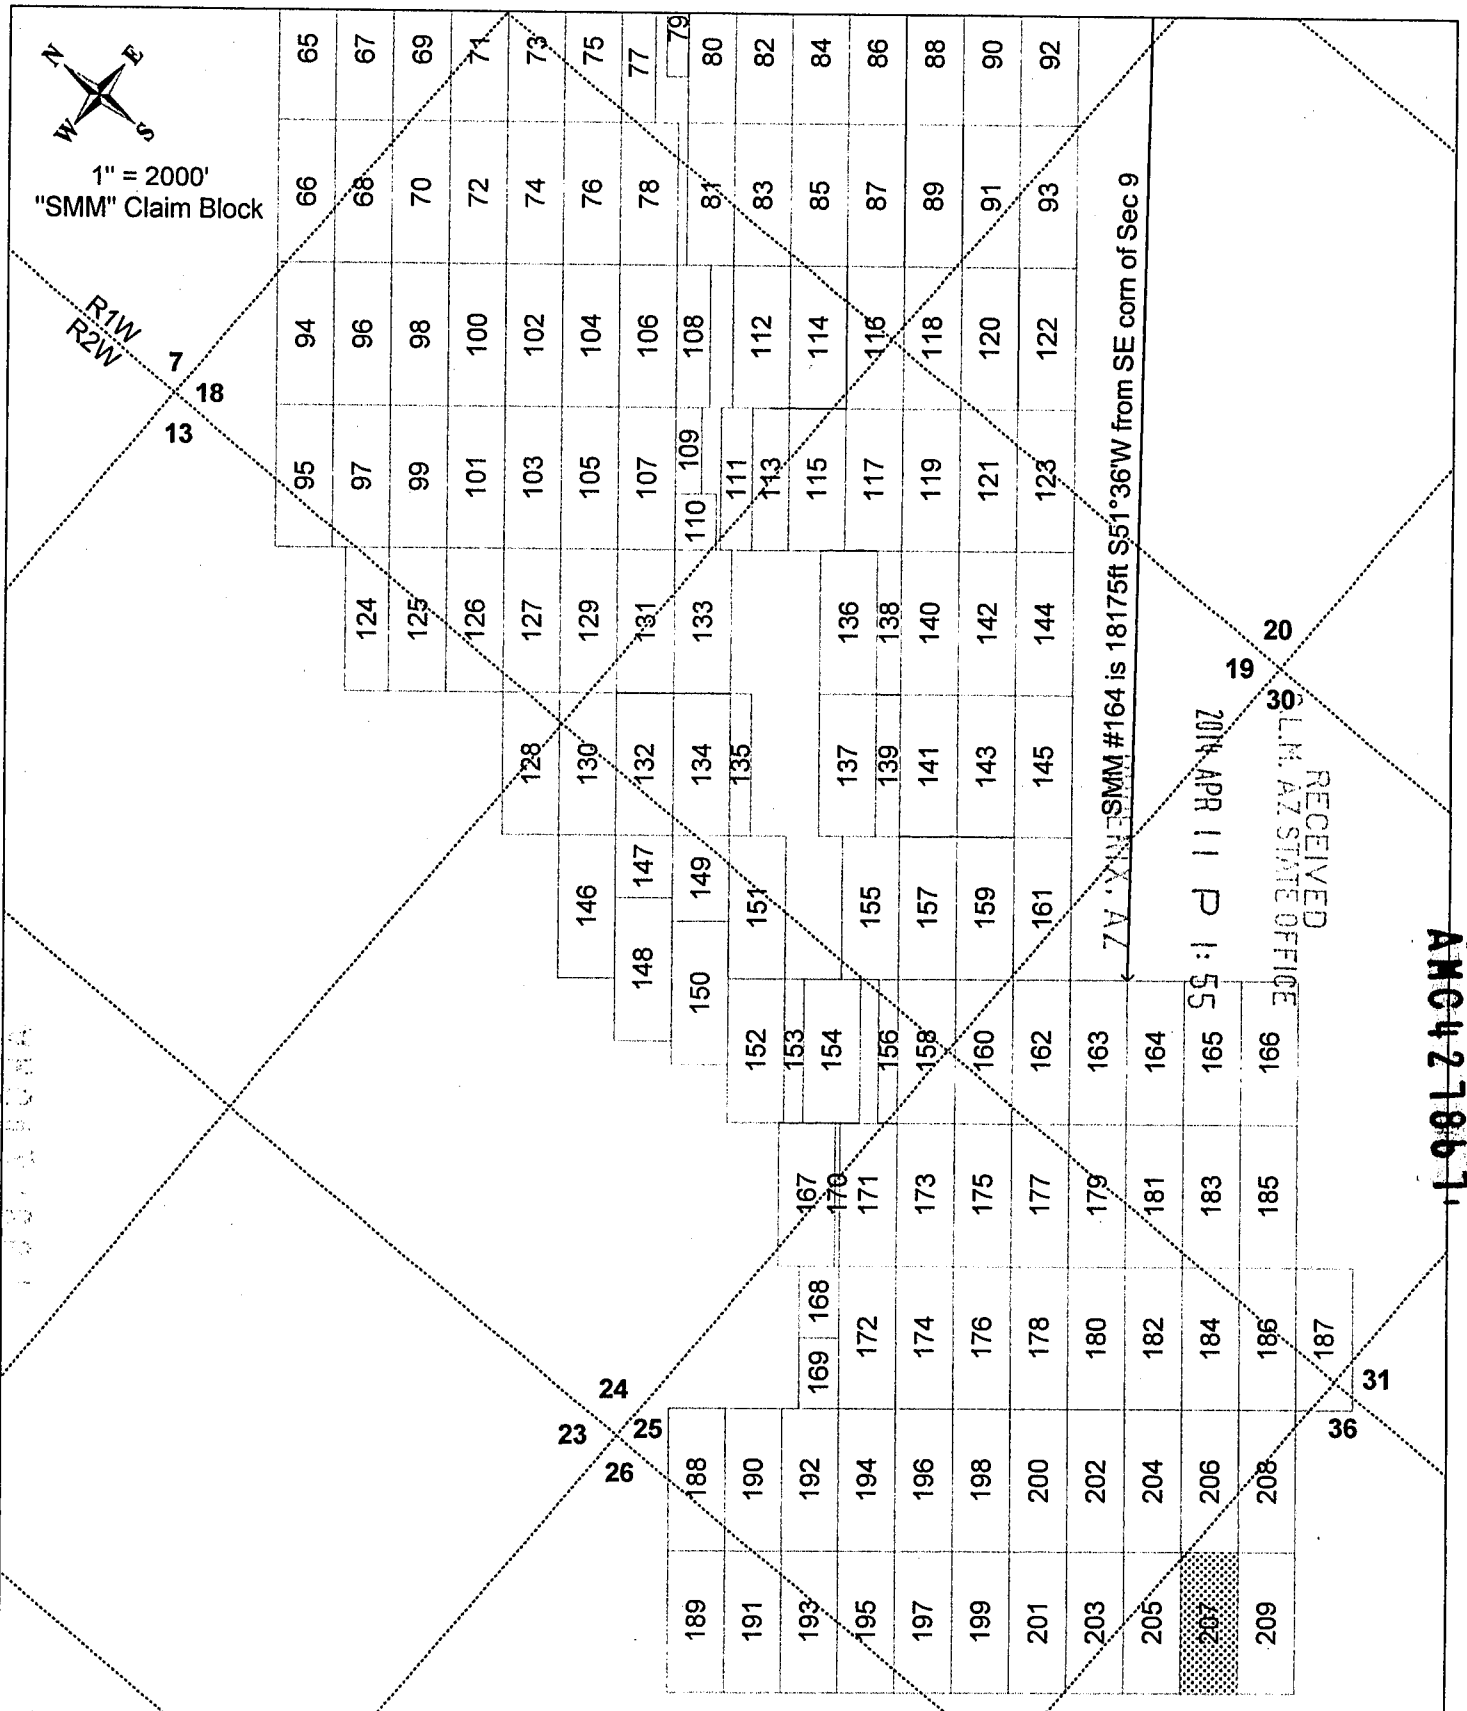 N E
W S
1" = 2000'
"SMM" Claim Block
65 67 69 71 73 75 77 79 80 82 84 86 88 90 92
66 68 70 72 74 76 78 81 83 85 87 89 91 93
R1W
R2W
7
18
13
94 96 98 100 102 104 106 108 112 114 116 118 120 122
95 97 99 101 103 105 107 109 110 111 113 115 117 119 121 123
SMM #164 is 18175ft S51°36'W from SE corn of Sec 9
124 125 126 127 129 131 133 136 138 140 142 144
20
19
30
128 130 132 134 135 137 139 141 143 145
RECEIVED
L.M. AZ STATE OFFICE
2014 APR 11 P 1:55
X, AZ
146 147 148 149 150 151 155 157 159 161
152 153 154 156 158 160 162 163 164 165 166
167 170 171 173 175 177 179 181 183 185
168 169 172 174 176 178 180 182 184 186 187
24
23
25
26
31
36
188 190 192 194 196 198 200 202 204 206 208
189 191 193 195 197 199 201 203 205 207 209
AMC427867